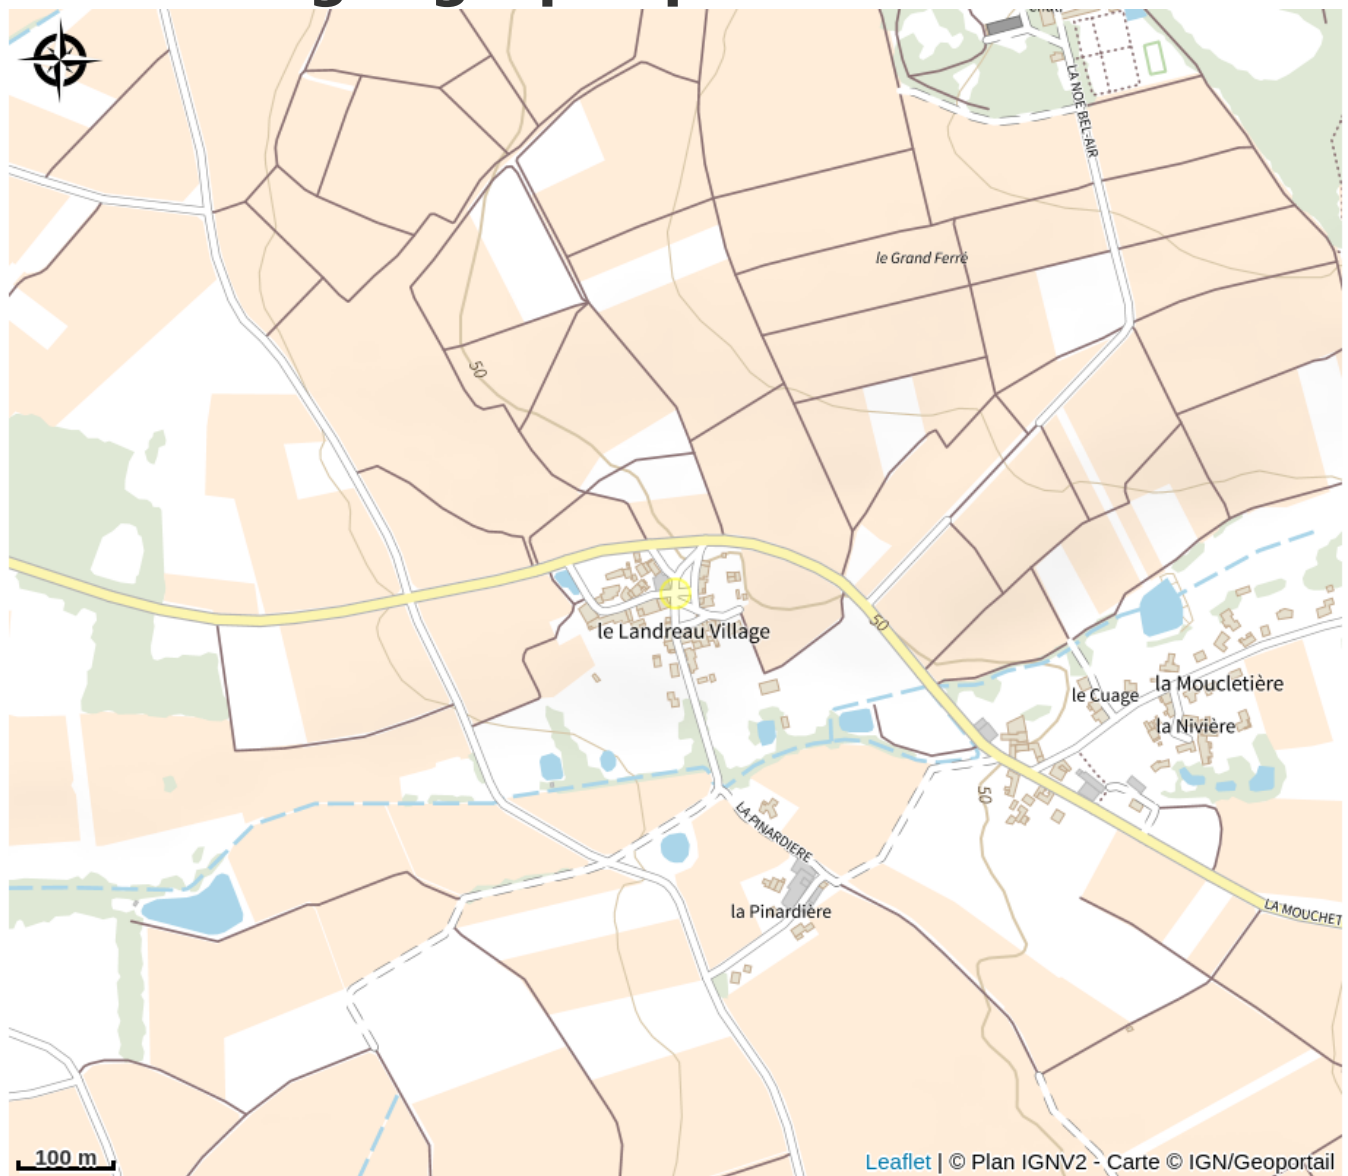 LA NOE BEL-AIR
le Grand Ferré
50
le Landreau Village
50
la Moucletière
le Cuage
la Nivière
50
LA PINARDIERE
la Pinardière
LA MOUCHET
100 m
Leaflet | © Plan IGNV2 - Carte © IGN/Geoportail